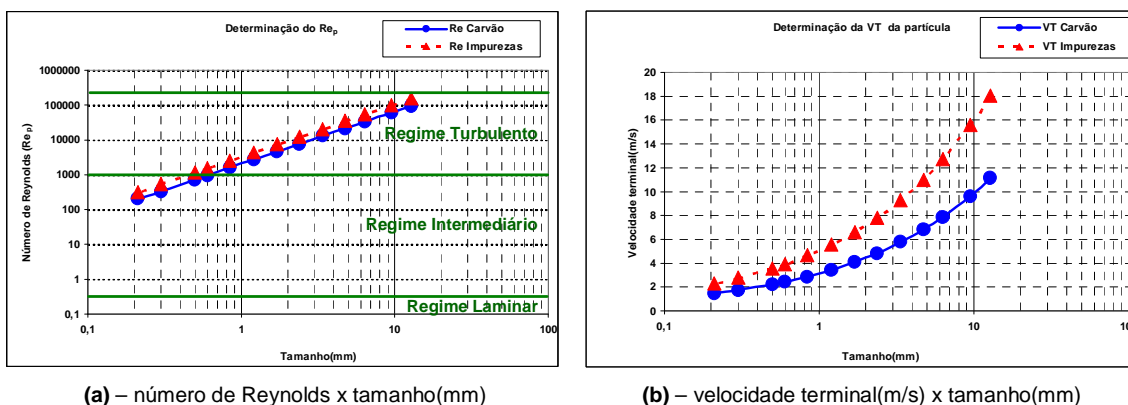 Determinação do Reₚ
Re Carvão
Re Impurezas
Número de Reynolds (Reₚ)
1000000
100000
10000
1000
100
10
1
0,1
Regime Turbulento
Regime Intermediário
Regime Laminar
0,1 1 10 100
Tamanho(mm)
(a) – número de Reynolds x tamanho(mm)
Determinação da VT da partícula
VT Carvão
VT Impurezas
Velocidade terminal(m/s)
20
18
16
14
12
10
8
6
4
2
0
0,1 1 10 100
Tamanho(mm)
(b) – velocidade terminal(m/s) x tamanho(mm)